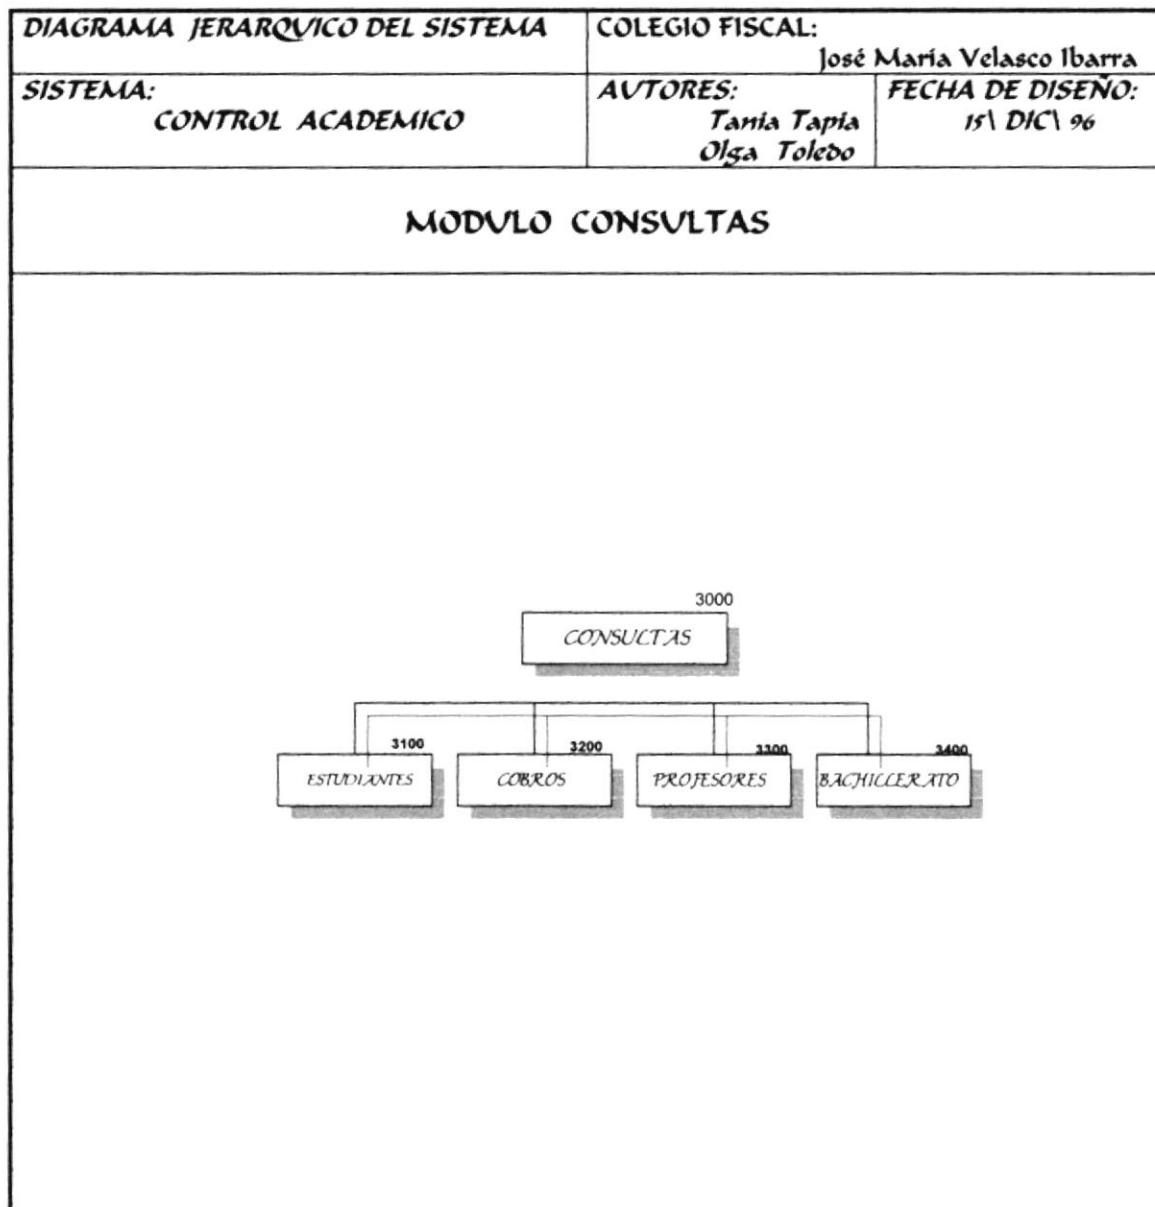 DIAGRAMA JERARQUICO DEL SISTEMA
COLEGIO FISCAL:
José María Velasco Ibarra
SISTEMA:
CONTROL ACADEMICO
AUTORES:
Tania Tapia
Olga Toledo
FECHA DE DISEÑO:
15\ DIC\ 96
MODULO CONSULTAS
3000
CONSULTAS
3100
ESTUDIANTES
3200
COBROS
3300
PROFESORES
3400
BACHILLERATO